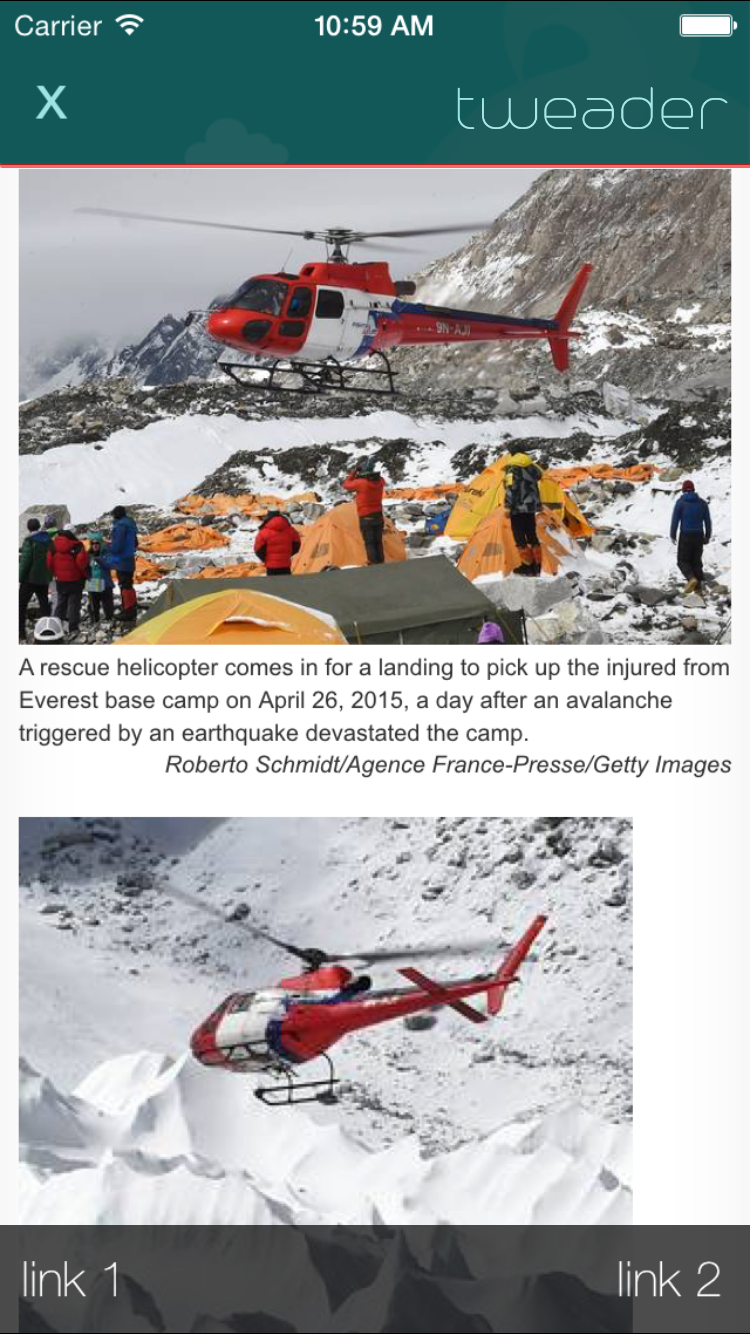 Carrier 10:59 AM
X tweader
9N-AJI
A rescue helicopter comes in for a landing to pick up the injured from
Everest base camp on April 26, 2015, a day after an avalanche
triggered by an earthquake devastated the camp.
Roberto Schmidt/Agence France-Presse/Getty Images
link 1 link 2